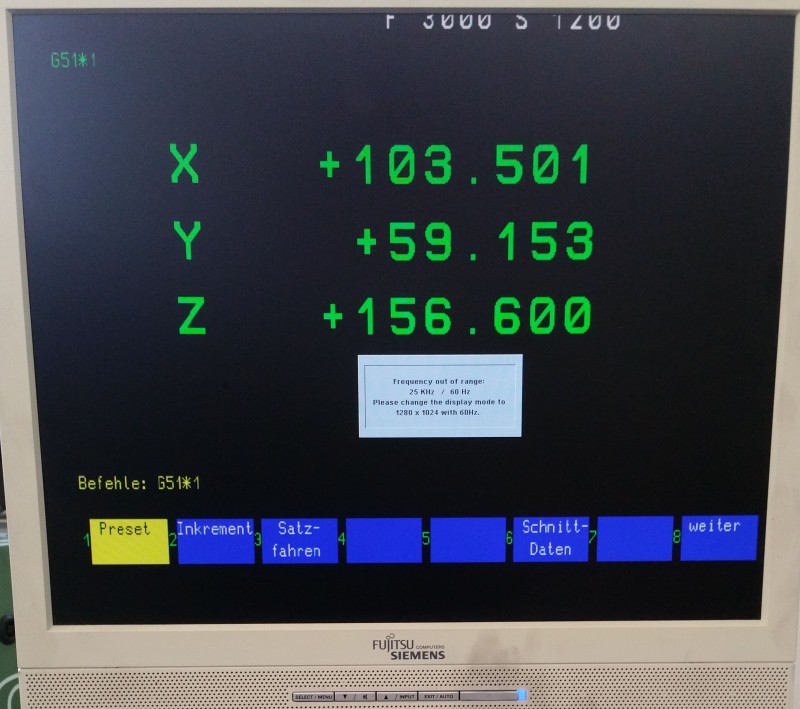 F 3000 S 1200
G51*1
X +103.501
Y +59.153
Z +156.600
Frequency out of range:
25 KHz / 60 Hz
Please change the display mode to
1280 x 1024 with 60Hz.
Befehle: G51*1
1 Preset 2 Inkrement 3 Satz- 4 5 6 Schnitt- 7 8 weiter
fahren Daten
FUJITSU COMPUTERS
SIEMENS
SELECT / MENU ▼ / ▲ / INPUT EXIT / AUTO